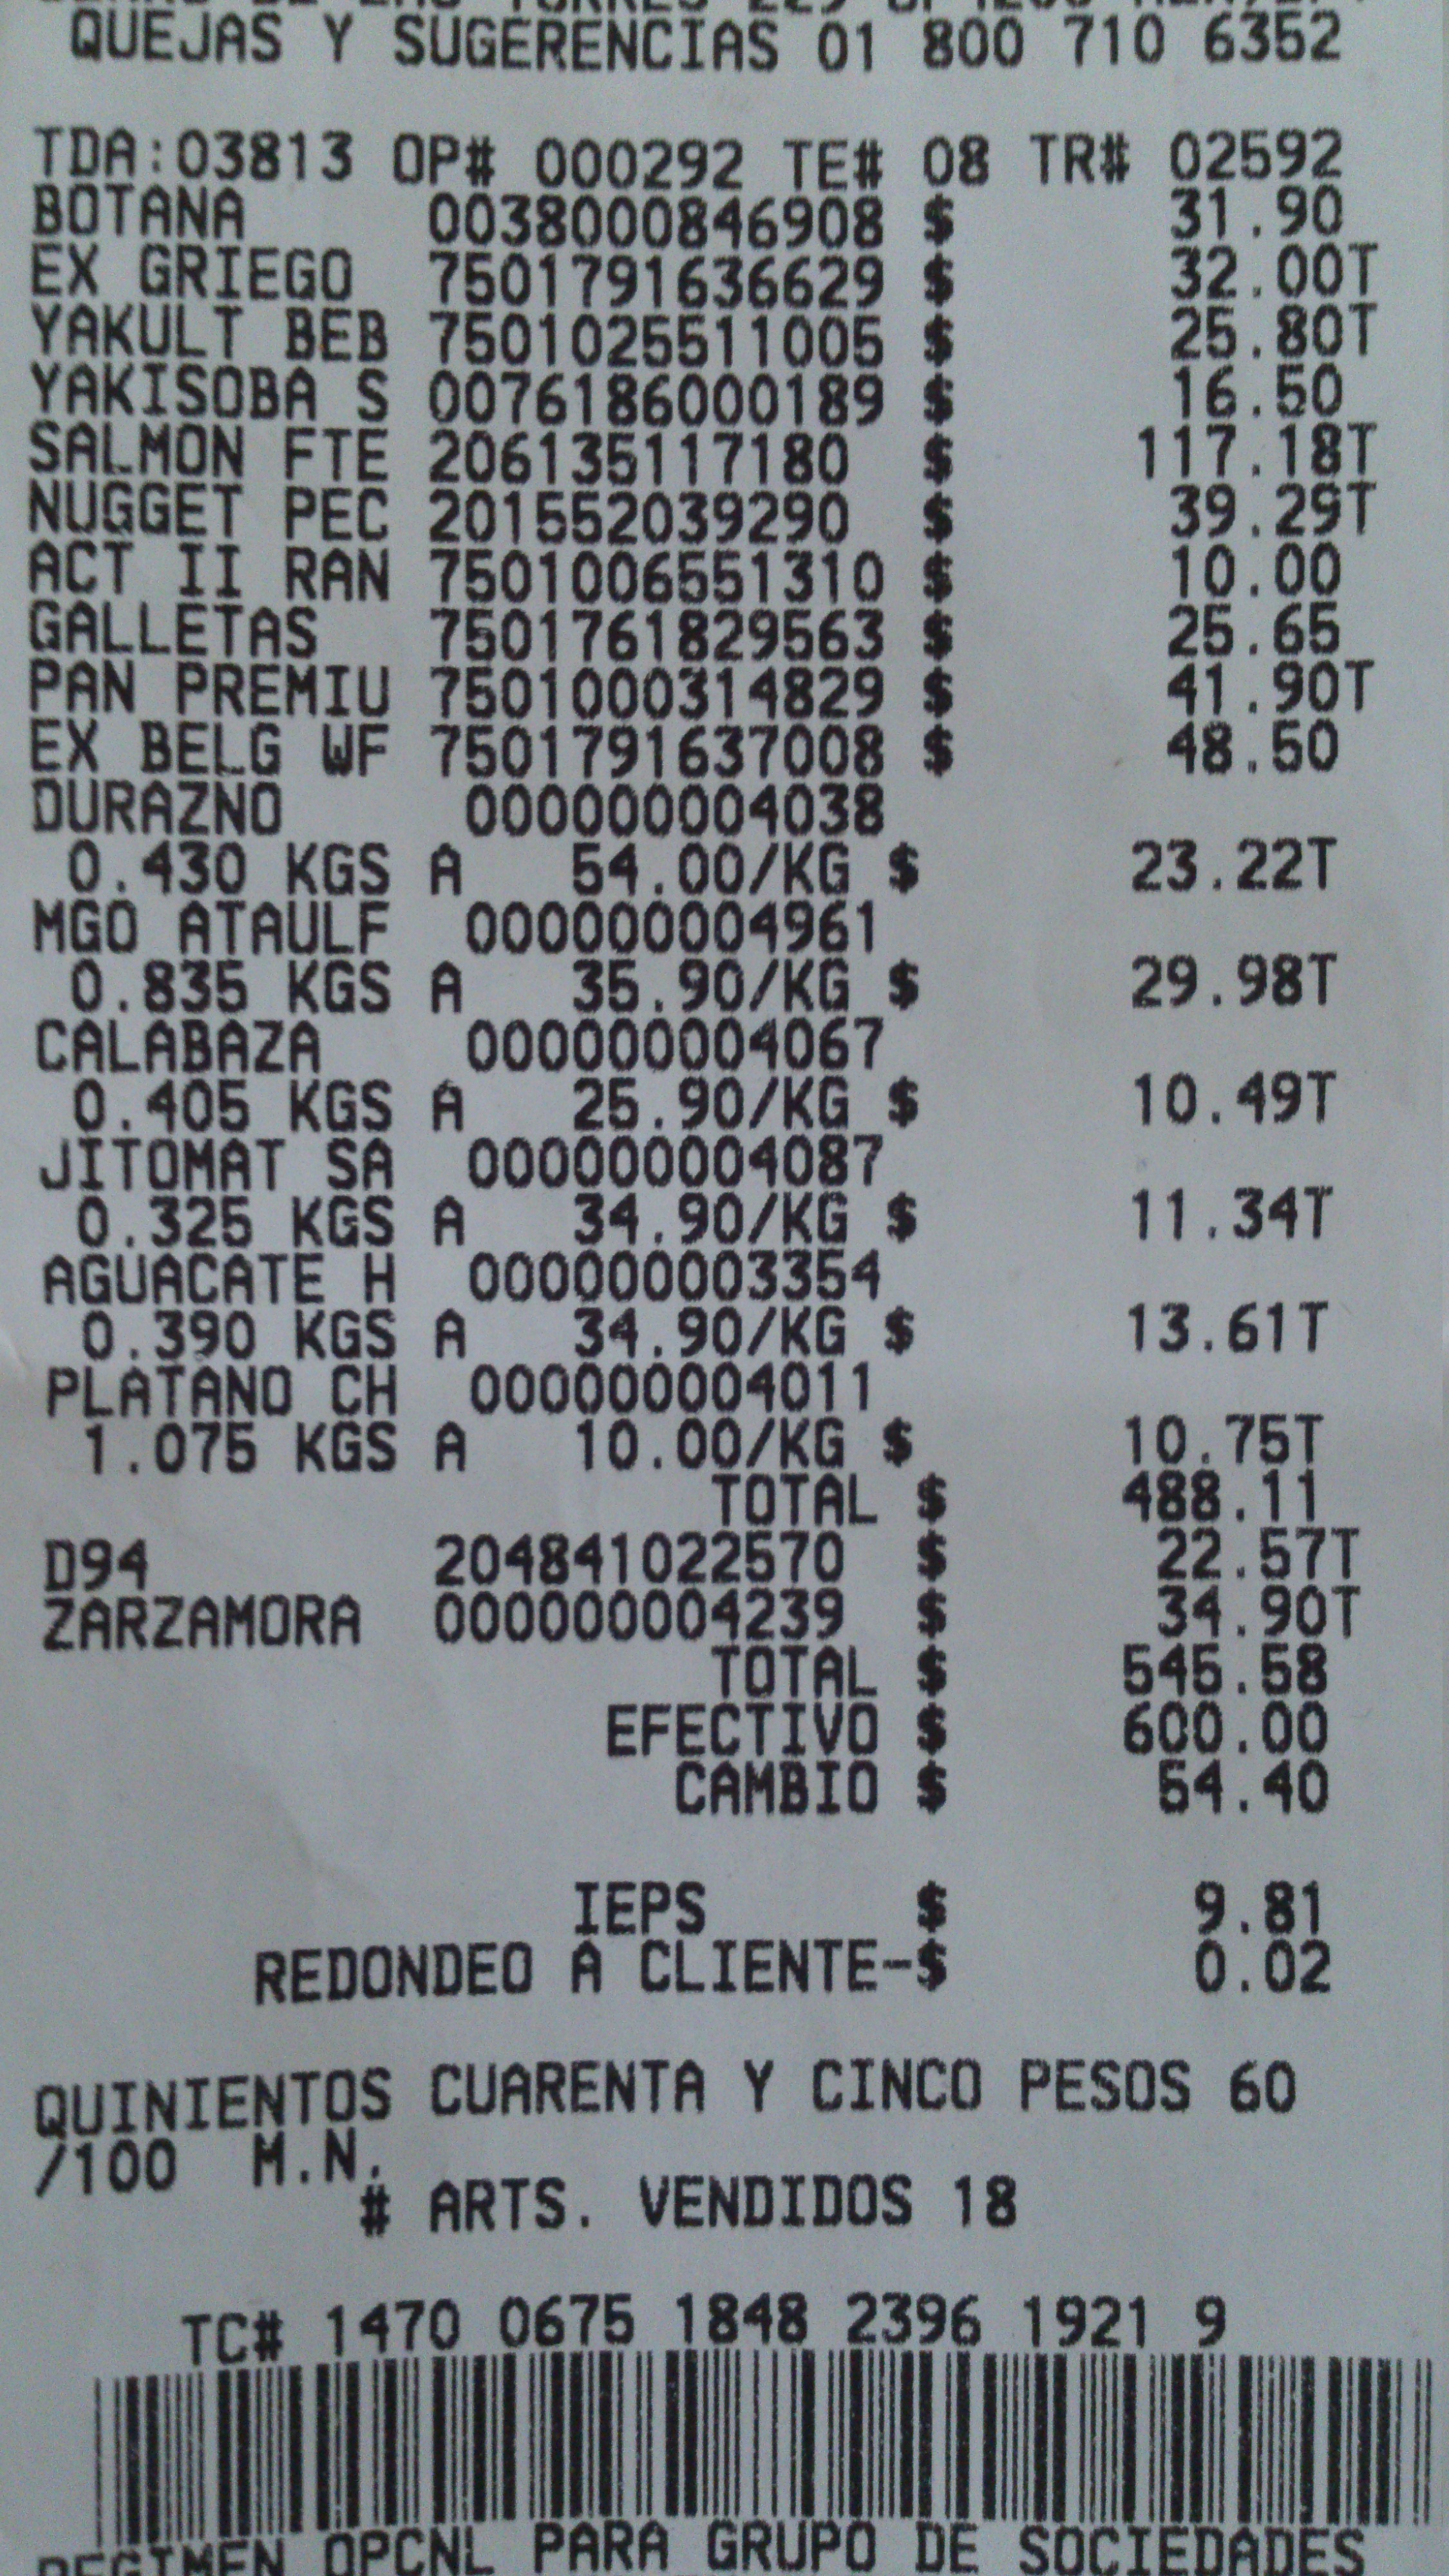 QUEJAS Y SUGERENCIAS 01 800 710 6352
TDA:03813 OP# 000292 TE# 08 TR# 02592
BOTANA 0038000846908 $ 31.90
EX GRIEGO 7501791636629 $ 32.00T
YAKULT BEB 7501025511005 $ 25.80T
YAKISOBA S 0076186000189 $ 16.50
SALMON FTE 206135117180 $ 117.18T
NUGGET PEC 201552039290 $ 39.29T
ACT II RAN 7501006551310 $ 10.00
GALLETAS 7501761829563 $ 25.65
PAN PREMIU 7501000314829 $ 41.90T
EX BELG WF 7501791637008 $ 48.50
DURAZNO 000000004038
0.430 KGS A 54.00/KG $ 23.22T
MGO ATAULF 000000004961
0.835 KGS A 35.90/KG $ 29.98T
CALABAZA 000000004067
0.405 KGS A 25.90/KG $ 10.49T
JITOMAT SA 000000004087
0.325 KGS A 34.90/KG $ 11.34T
AGUACATE H 000000003354
0.390 KGS A 34.90/KG $ 13.61T
PLATANO CH 000000004011
1.075 KGS A 10.00/KG $ 10.75T
TOTAL $ 488.11
D94 204841022570 $ 22.57T
ZARZAMORA 000000004239 $ 34.90T
TOTAL $ 545.58
EFECTIVO $ 600.00
CAMBIO $ 54.40
IEPS $ 9.81
REDONDEO A CLIENTE-$ 0.02
QUINIENTOS CUARENTA Y CINCO PESOS 60
/100 M.N.
# ARTS. VENDIDOS 18
TC# 1470 0675 1848 2396 1921 9
REGIMEN OPCNL PARA GRUPO DE SOCIEDADES